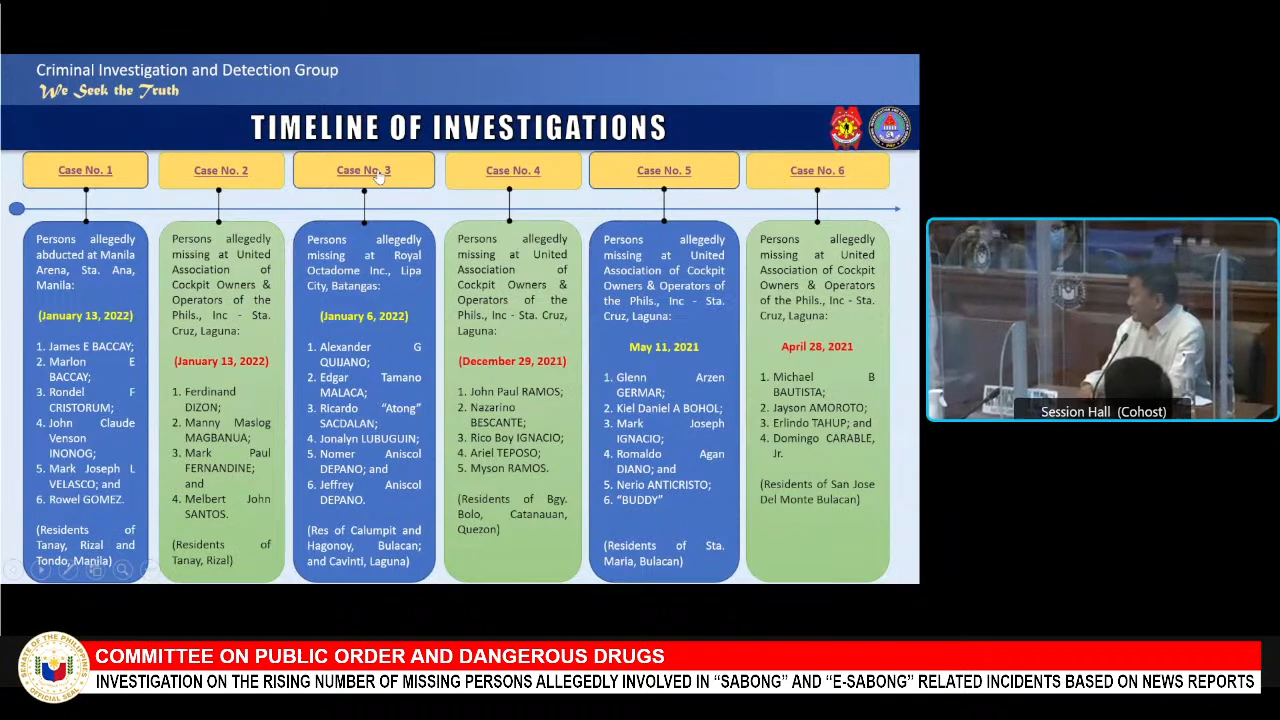 Criminal Investigation and Detection Group
We Seek the Truth
TIMELINE OF INVESTIGATIONS
Case No. 1
Persons allegedly
abducted at Manila
Arena, Sta. Ana,
Manila:
(January 13, 2022)
1. James E BACCAY;
2. Marlon E
BACCAY;
3. Rondel F
CRISTORUM;
4. John Claude
Venson
INONOG;
5. Mark Joseph L
VELASCO; and
6. Rowel GOMEZ.
(Residents of
Tanay, Rizal and
Tondo, Manila)
Case No. 2
Persons allegedly
missing at United
Association of
Cockpit Owners &
Operators of the
Phils., Inc - Sta.
Cruz, Laguna:
(January 13, 2022)
1. Ferdinand
DIZON;
2. Manny Maslog
MAGBANUA;
3. Mark Paul
FERNANDINE;
and
4. Melbert John
SANTOS.
(Residents of
Tanay, Rizal)
Case No. 3
Persons allegedly
missing at Royal
Octadome Inc., Lipa
City, Batangas:
(January 6, 2022)
1. Alexander G
QUIJANO;
2. Edgar Tamano
MALACA;
3. Ricardo “Atong”
SACDALAN;
4. Jonalyn LUBUGUIN;
5. Nomer Aniscol
DEPANO; and
6. Jeffrey Aniscol
DEPANO.
(Res of Calumpit and
Hagonoy, Bulacan;
and Cavinti, Laguna)
Case No. 4
Persons allegedly
missing at United
Association of
Cockpit Owners &
Operators of the
Phils., Inc - Sta.
Cruz, Laguna:
(December 29, 2021)
1. John Paul RAMOS;
2. Nazarino
BESCANTE;
3. Rico Boy IGNACIO;
4. Ariel TEPOSO;
5. Myson RAMOS.
(Residents of Bgy.
Bolo, Catanauan,
Quezon)
Case No. 5
Persons allegedly
missing at United
Association of Cockpit
Owners & Operators of
the Phils., Inc - Sta.
Cruz, Laguna:
May 11, 2021
1. Glenn Arzen
GERMAR;
2. Kiel Daniel A BOHOL;
3. Mark Joseph
IGNACIO;
4. Romaldo Agan
DIANO; and
5. Nerio ANTICRISTO;
6. “BUDDY”
(Residents of Sta.
Maria, Bulacan)
Case No. 6
Persons allegedly
missing at United
Association of Cockpit
Owners & Operators of
the Phils., Inc - Sta.
Cruz, Laguna:
April 28, 2021
1. Michael B
BAUTISTA;
2. Jayson AMOROTO;
3. Erlindo TAHUP; and
4. Domingo CARABLE,
Jr.
(Residents of San Jose
Del Monte Bulacan)
Session Hall (Cohost)
SENATE OF THE PHILIPPINES
OFFICIAL SEAL
COMMITTEE ON PUBLIC ORDER AND DANGEROUS DRUGS
INVESTIGATION ON THE RISING NUMBER OF MISSING PERSONS ALLEGEDLY INVOLVED IN “SABONG” AND “E-SABONG” RELATED INCIDENTS BASED ON NEWS REPORTS